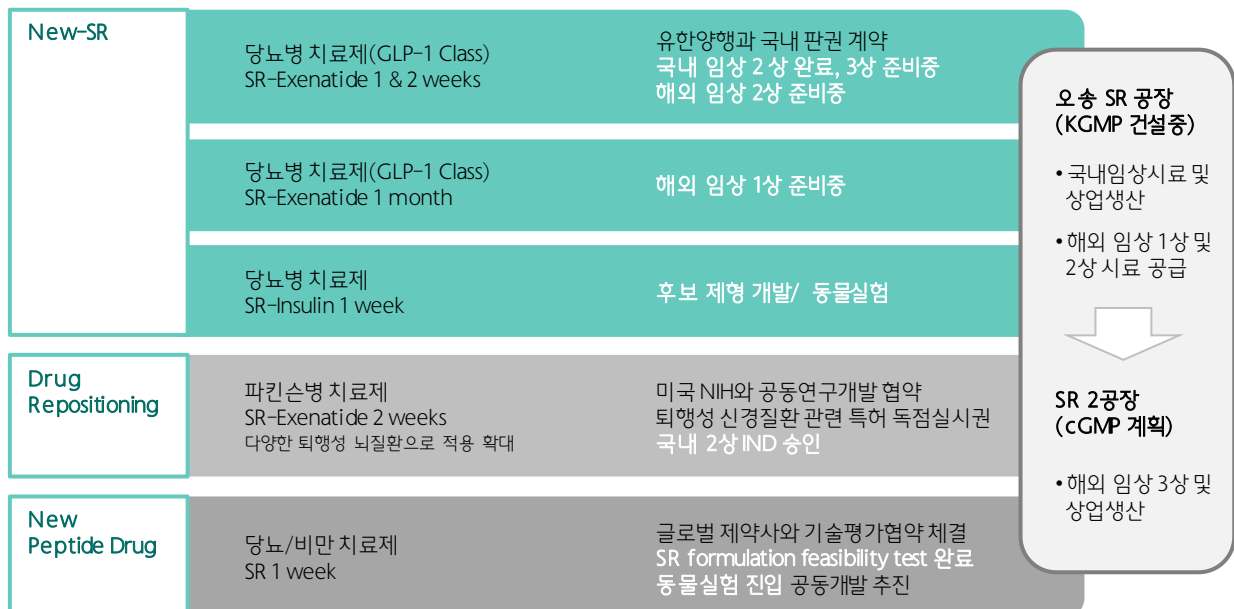 New-SR
당뇨병 치료제(GLP-1 Class)
SR-Exenatide 1 & 2 weeks
유한양행과 국내 판권 계약
국내 임상 2 상 완료, 3상 준비중
해외 임상 2상 준비중
당뇨병 치료제(GLP-1 Class)
SR-Exenatide 1 month
해외 임상 1상 준비중
당뇨병 치료제
SR-Insulin 1 week
후보 제형 개발/ 동물실험
Drug
Repositioning
파킨슨병 치료제
SR-Exenatide 2 weeks
다양한 퇴행성 뇌질환으로 적용 확대
미국 NIH와 공동연구개발 협약
퇴행성 신경질환 관련 특허 독점실시권
국내 2상 IND 승인
New
Peptide Drug
당뇨/비만 치료제
SR 1 week
글로벌 제약사와 기술평가협약 체결
SR formulation feasibility test 완료
동물실험 진입 공동개발 추진
오송 SR 공장
(KGMP 건설중)
•국내임상시료 및
상업생산
•해외 임상 1상 및
2상 시료 공급
SR 2공장
(cGMP 계획)
•해외 임상 3상 및
상업생산